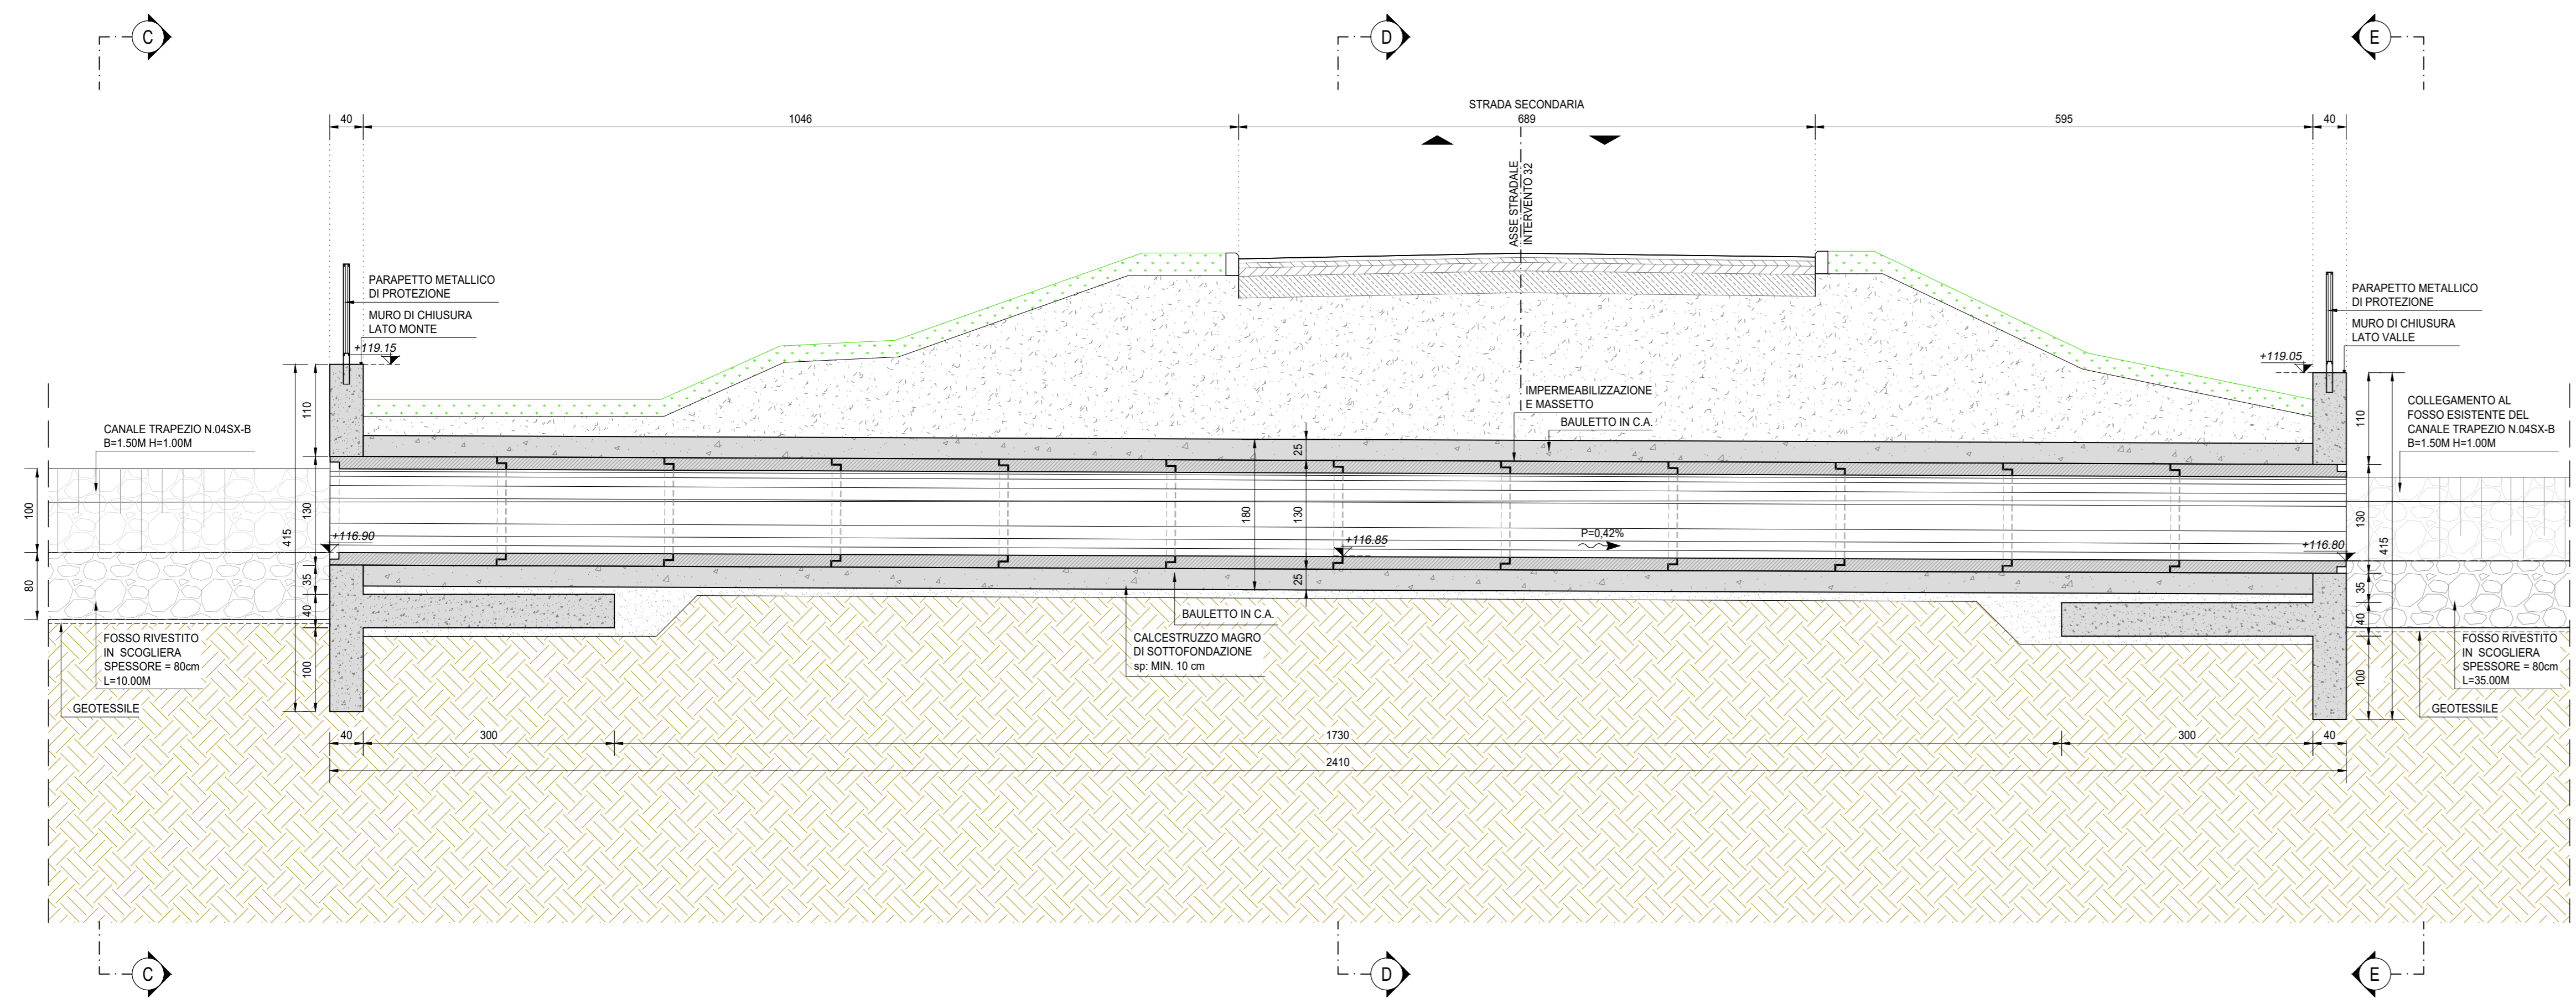 C
D
E
STRADA SECONDARIA
40
1046
689
595
40
ASSE STRADALE
INTERVENTO 32
PARAPETTO METALLICO
DI PROTEZIONE
MURO DI CHIUSURA
LATO MONTE
+119.15
PARAPETTO METALLICO
DI PROTEZIONE
MURO DI CHIUSURA
LATO VALLE
+119.05
IMPERMEABILIZZAZIONE
E MASSETTO
BAULETTO IN C.A.
CANALE TRAPEZIO N.04SX-B
B=1.50M H=1.00M
COLLEGAMENTO AL
FOSSO ESISTENTE DEL
CANALE TRAPEZIO N.04SX-B
B=1.50M H=1.00M
100
80
415
110
130
35
40
100
+116.90
180
25
130
25
+116.85
P=0,42%
+116.80
110
130
35
40
100
415
BAULETTO IN C.A.
CALCESTRUZZO MAGRO
DI SOTTOFONDAZIONE
sp: MIN. 10 cm
FOSSO RIVESTITO
IN SCOGLIERA
SPESSORE = 80cm
L=10.00M
GEOTESSILE
FOSSO RIVESTITO
IN SCOGLIERA
SPESSORE = 80cm
L=35.00M
GEOTESSILE
40
300
1730
300
40
2410
C
D
E